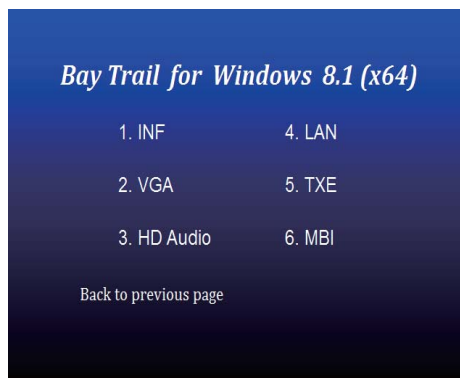 Bay Trail for Windows 8.1 (x64)
1. INF
2. VGA
3. HD Audio
4. LAN
5. TXE
6. MBI
Back to previous page